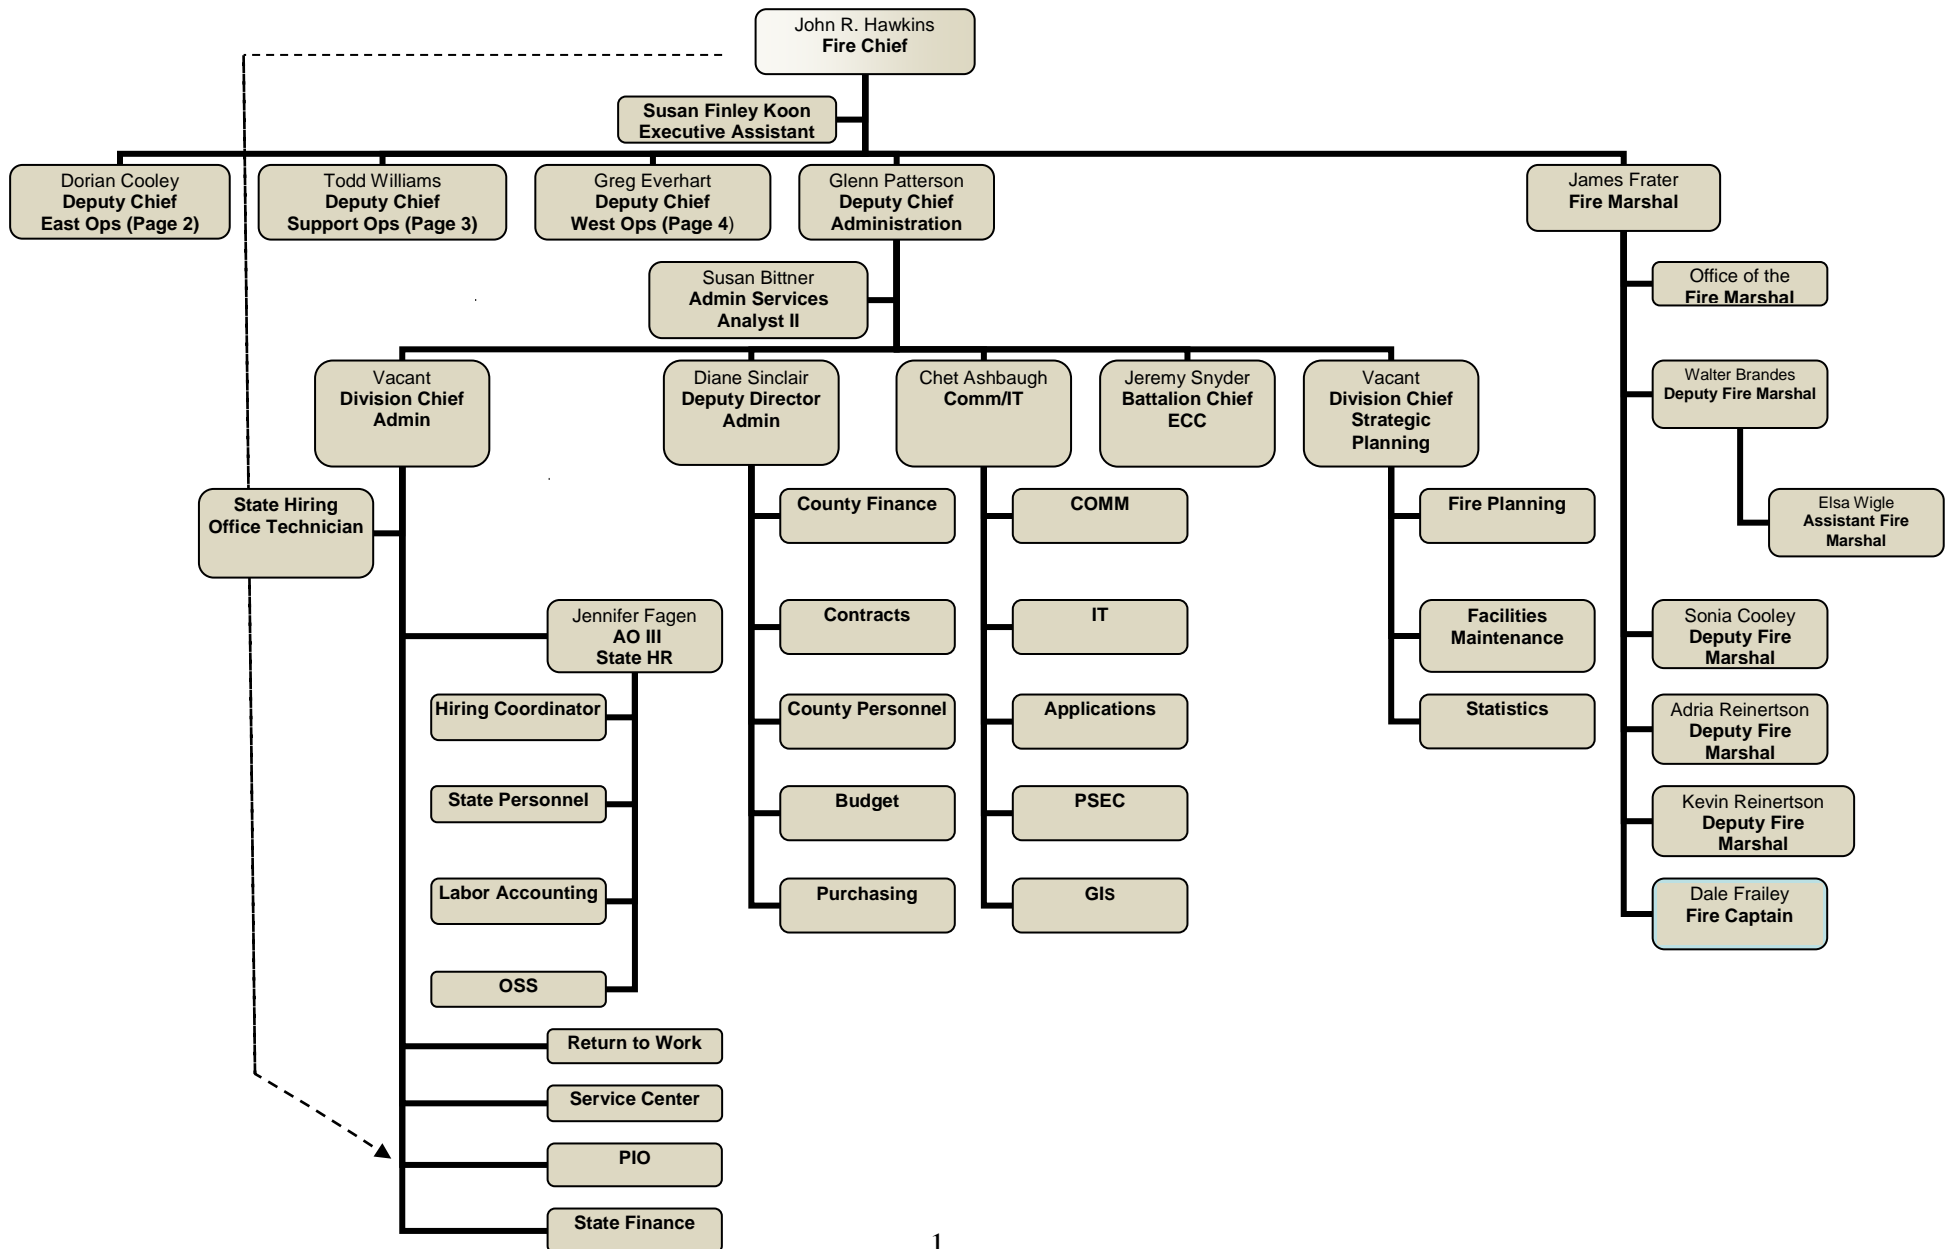 John R. Hawkins
Fire Chief
Susan Finley Koon
Executive Assistant
Dorian Cooley
Deputy Chief
East Ops (Page 2)
Todd Williams
Deputy Chief
Support Ops (Page 3)
Greg Everhart
Deputy Chief
West Ops (Page 4)
Glenn Patterson
Deputy Chief
Administration
James Frater
Fire Marshal
Susan Bittner
Admin Services
Analyst II
Office of the
Fire Marshal
Vacant
Division Chief
Admin
Diane Sinclair
Deputy Director
Admin
Chet Ashbaugh
Comm/IT
Jeremy Snyder
Battalion Chief
ECC
Vacant
Division Chief
Strategic
Planning
Walter Brandes
Deputy Fire Marshal
State Hiring
Office Technician
County Finance
COMM
Fire Planning
Elsa Wigle
Assistant Fire
Marshal
Jennifer Fagen
AO III
State HR
Contracts
IT
Facilities
Maintenance
Sonia Cooley
Deputy Fire
Marshal
Hiring Coordinator
County Personnel
Applications
Statistics
Adria Reinertson
Deputy Fire
Marshal
State Personnel
Budget
PSEC
Kevin Reinertson
Deputy Fire
Marshal
Labor Accounting
Purchasing
GIS
Dale Frailey
Fire Captain
OSS
Return to Work
Service Center
PIO
State Finance
1